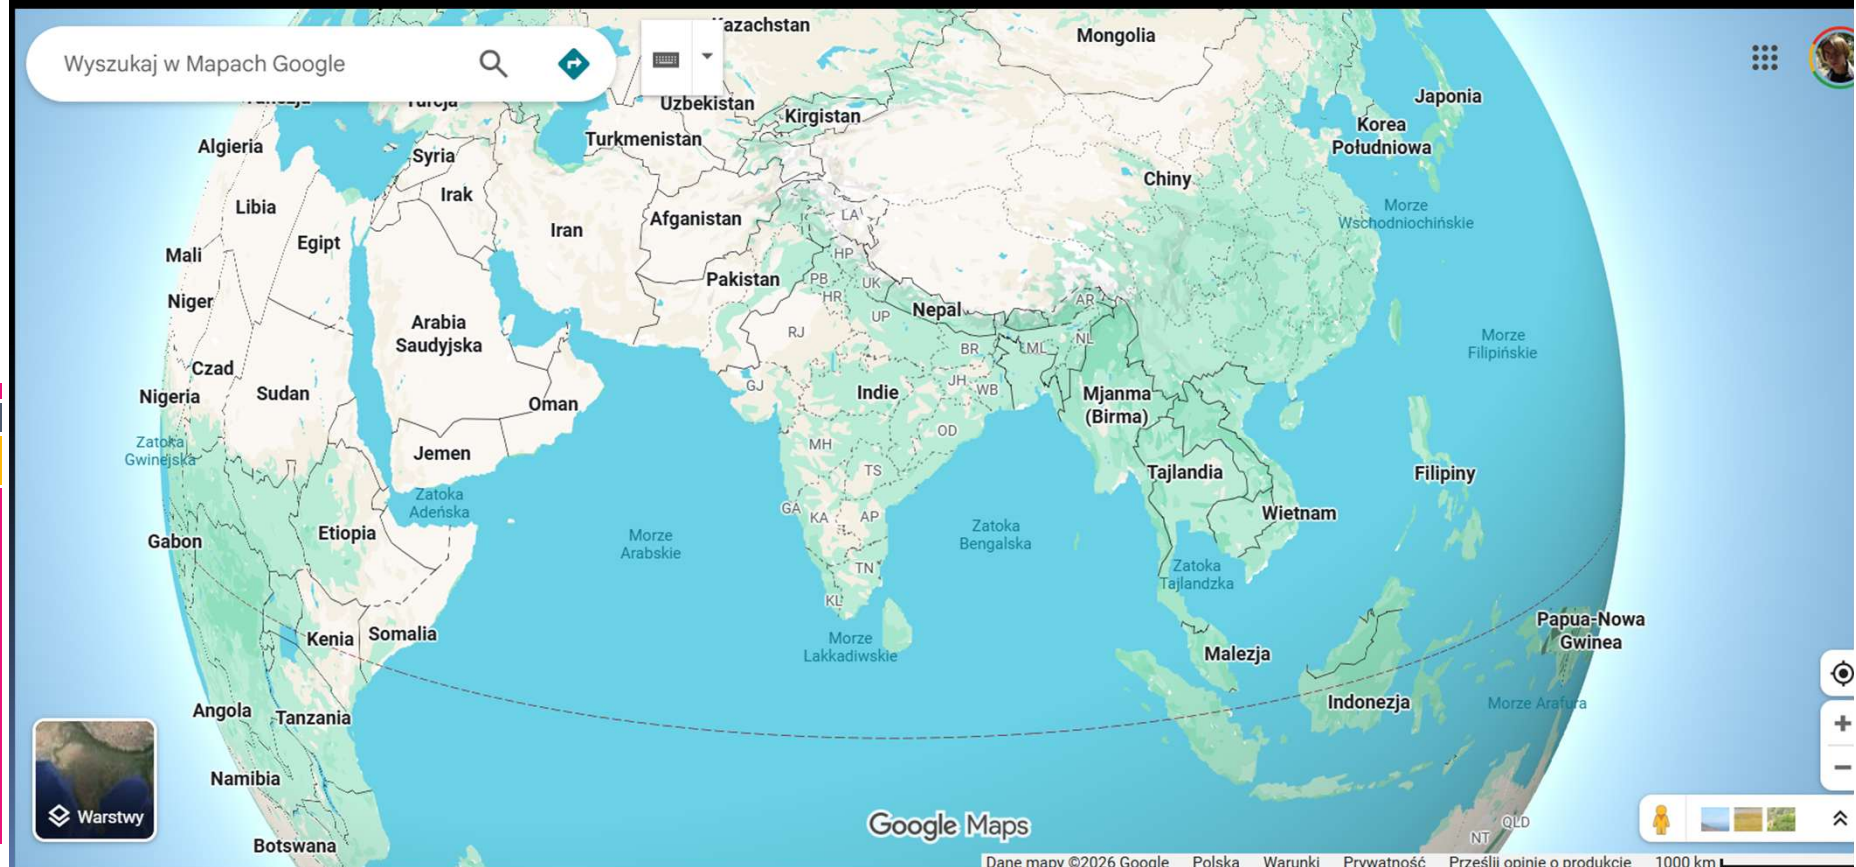 Wyszukaj w Mapach Google
Kazachstan
Mongolia
Turcja
Uzbekistan
Kirgistan
Japonia
Korea
Południowa
Algieria
Syria
Turkmenistan
Chiny
Irak
Libia
Afganistan
LA
Morze
Wschodniochińskie
Egipt
Iran
Mali
HP
Pakistan
PB
UK
HR
Niger
Nepal
AR
UP
Arabia
Saudyjska
RJ
NL
ML
BR
Morze
Filipińskie
Czad
Nigeria
Sudan
GJ
Indie
JH
WB
Mjanma
(Birma)
Oman
OD
Zatoka
Gwinejska
Jemen
MH
TS
Tajlandia
Filipiny
Zatoka
Adeńska
GA
KA
AP
Wietnam
Gabon
Etiopia
Morze
Arabskie
Zatoka
Bengalska
TN
Zatoka
Tajlandzka
KL
Kenia
Somalia
Morze
Lakkadiwskie
Malezja
Papua-Nowa
Gwinea
Angola
Tanzania
Indonezja
Morze Arafura
Namibia
Warstwy
Google Maps
QLD
NT
Botswana
Dane mapy ©2026 Google Polska Warunki Prywatność Prześlij opinię o produkcie 1000 km